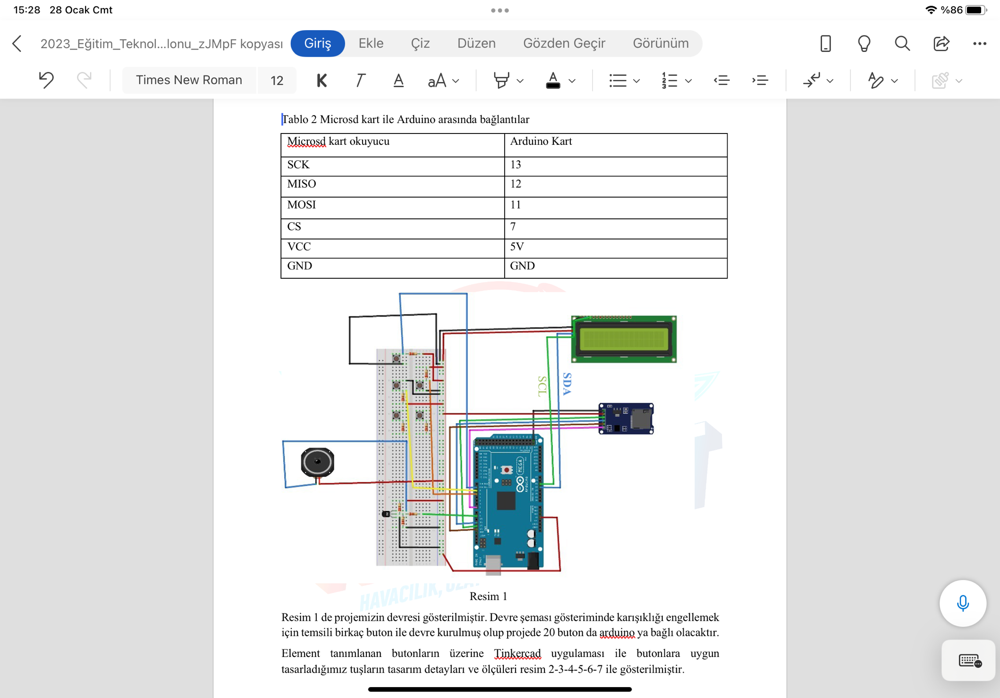 15:28 28 Ocak Cmt
%86
2023_Eğitim_Teknol...lonu_zJMpF kopyası
Giriş
Ekle
Çiz
Düzen
Gözden Geçir
Görünüm
Times New Roman
12
K
T
A
aA
A
Tablo 2 Microsd kart ile Arduino arasında bağlantılar
Microsd kart okuyucu Arduino Kart
SCK 13
MISO 12
MOSI 11
CS 7
VCC 5V
GND GND
SCL
SDA
MEGA
Arduino
MADE IN
ITALY
HAVACILIK,
Resim 1
Resim 1 de projemizin devresi gösterilmiştir. Devre şeması gösteriminde karışıklığı engellemek
için temsili birkaç buton ile devre kurulmuş olup projede 20 buton da arduino ya bağlı olacaktır.
Element tanımlanan butonların üzerine Tinkercad uygulaması ile butonlara uygun
tasarladığımız tuşların tasarım detayları ve ölçüleri resim 2-3-4-5-6-7 ile gösterilmiştir.